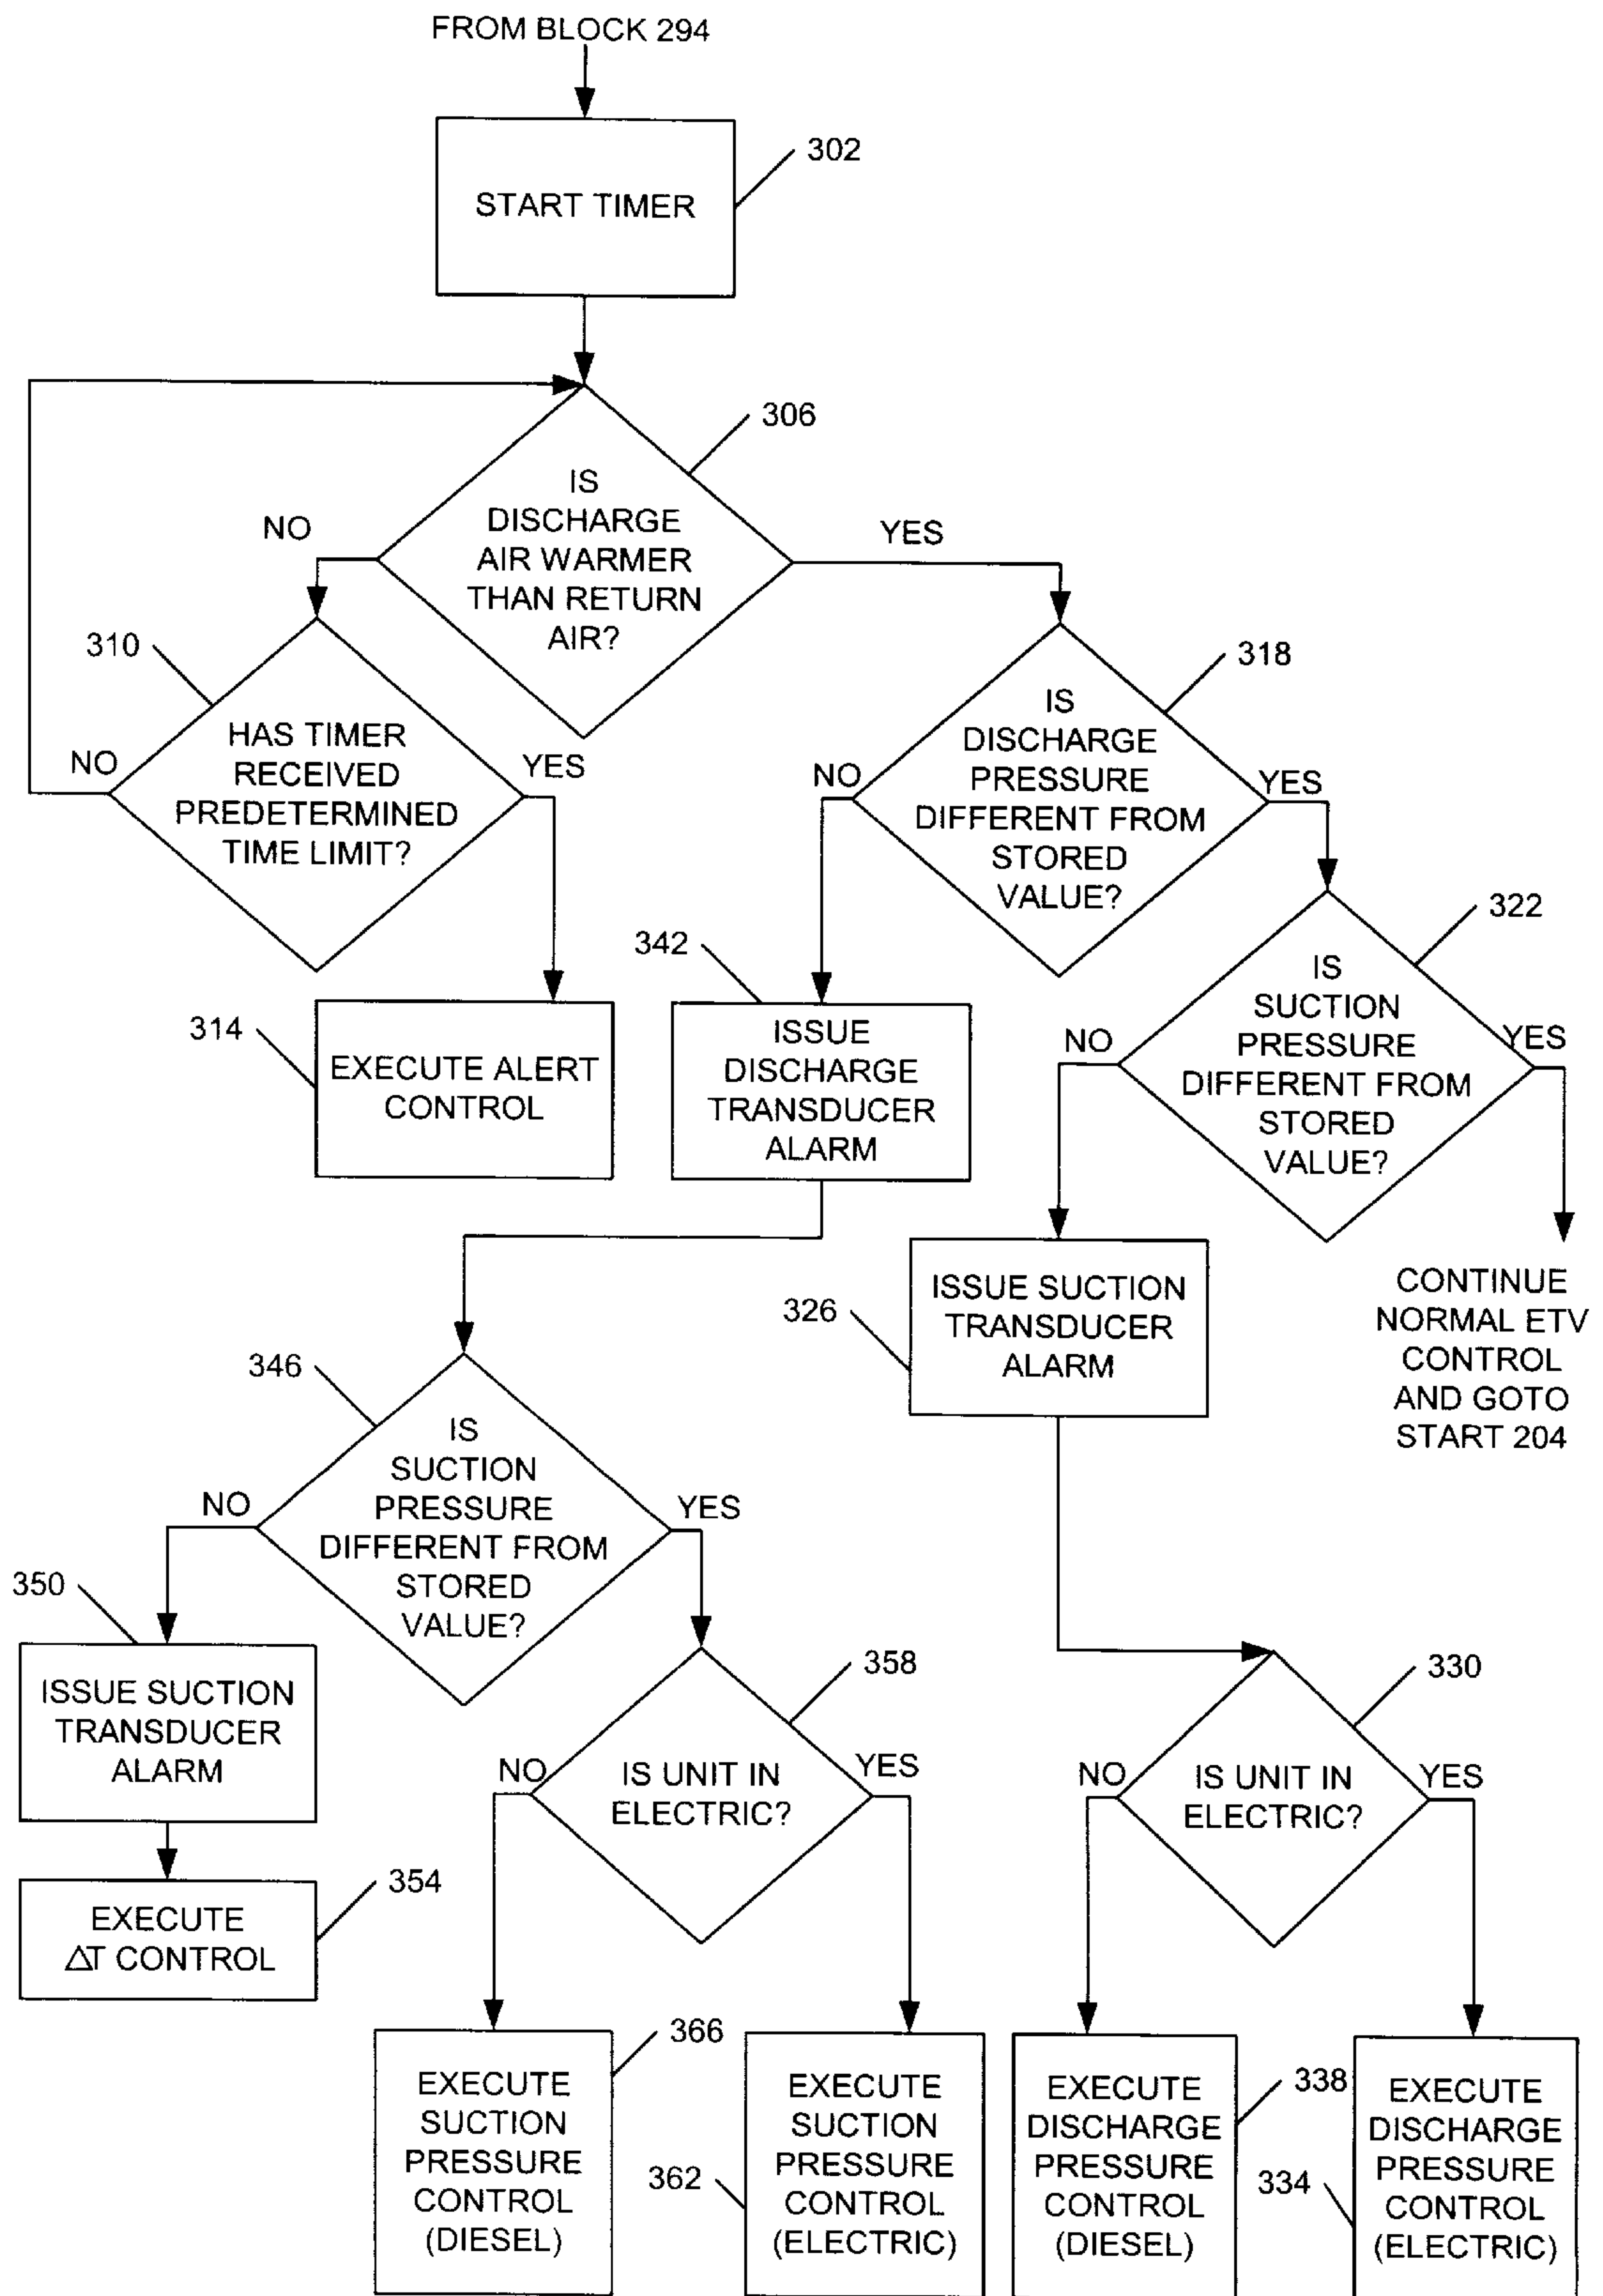 FROM BLOCK 294
302
START TIMER
306
IS
DISCHARGE
AIR WARMER
THAN RETURN
AIR?
NO
YES
310
HAS TIMER
RECEIVED
PREDETERMINED
TIME LIMIT?
NO
YES
318
IS
DISCHARGE
PRESSURE
DIFFERENT FROM
STORED
VALUE?
NO
YES
314
EXECUTE ALERT
CONTROL
342
ISSUE
DISCHARGE
TRANSDUCER
ALARM
322
IS
SUCTION
PRESSURE
DIFFERENT FROM
STORED
VALUE?
NO
YES
326
ISSUE SUCTION
TRANSDUCER
ALARM
CONTINUE
NORMAL ETV
CONTROL
AND GOTO
START 204
346
IS
SUCTION
PRESSURE
DIFFERENT FROM
STORED
VALUE?
NO
YES
350
ISSUE SUCTION
TRANSDUCER
ALARM
354
EXECUTE
ΔT CONTROL
358
IS UNIT IN
ELECTRIC?
NO
YES
330
IS UNIT IN
ELECTRIC?
NO
YES
366
EXECUTE
SUCTION
PRESSURE
CONTROL
(DIESEL)
362
EXECUTE
SUCTION
PRESSURE
CONTROL
(ELECTRIC)
338
EXECUTE
DISCHARGE
PRESSURE
CONTROL
(DIESEL)
334
EXECUTE
DISCHARGE
PRESSURE
CONTROL
(ELECTRIC)